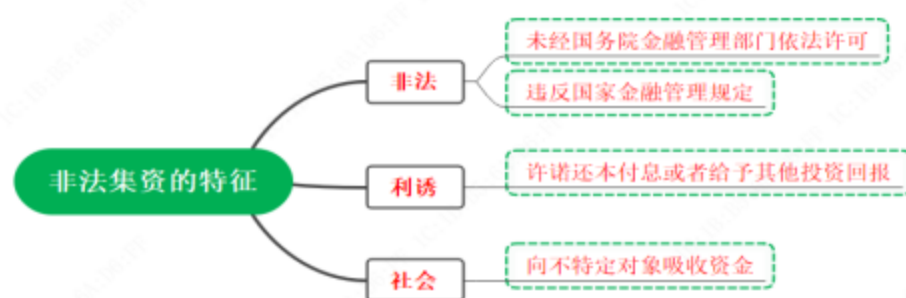 未经国务院金融管理部门依法许可
非法
违反国家金融管理规定
非法集资的特征
利诱
许诺还本付息或者给予其他投资回报
社会
向不特定对象吸收资金